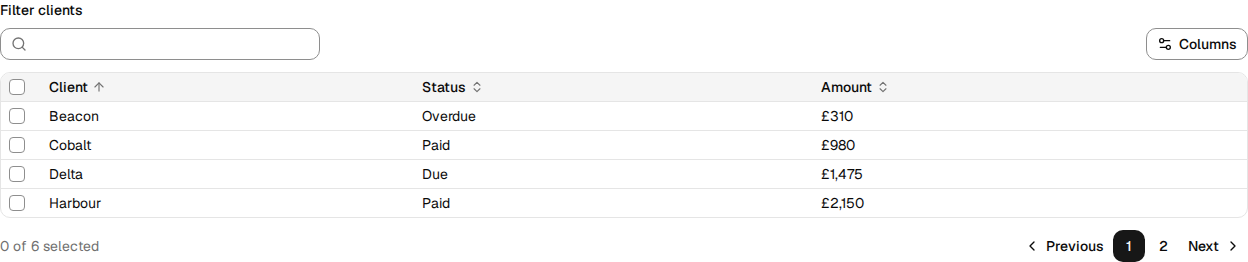 Filter clients
Columns
Client Status Amount
Beacon Overdue £310
Cobalt Paid £980
Delta Due £1,475
Harbour Paid £2,150
0 of 6 selected Previous 1 2 Next